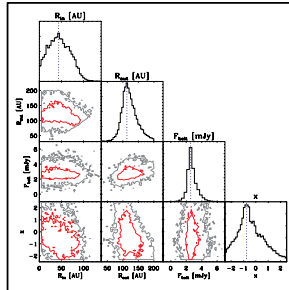 R_in [AU]
R_out [AU]
R_out [AU]
200
150
100
50
F_belt [mJy]
F_belt [mJy]
6
4
2
0
x
x
2
1
0
-1
-2
0 50 100
R_in [AU]
50 100 150 200
R_out [AU]
0 2 4 6
F_belt [mJy]
-2 -1 0 1 2
x